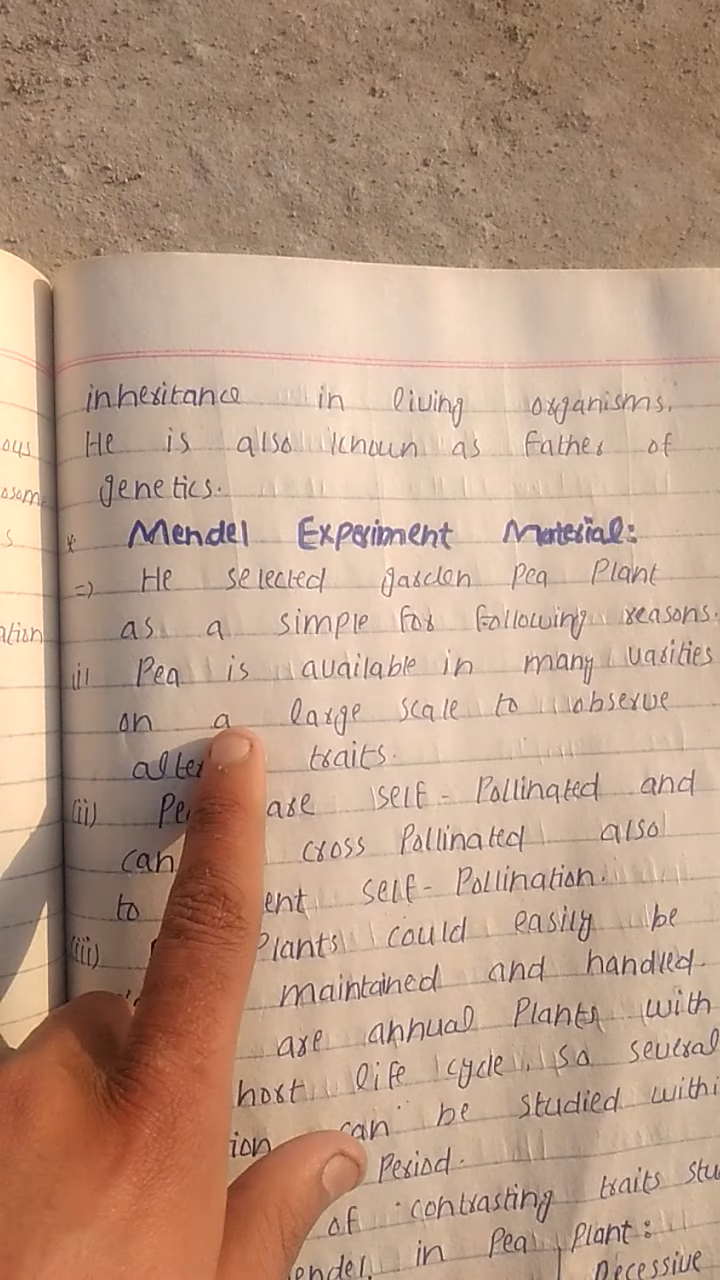 inheritance in living organisms.
He is also known as Father of
genetics.
* Mendel Experiment Material:
=) He selected garden Pea Plant
as a simple for following reasons.
(i) Pea is available in many varities
on a large scale to observe
traits.
(ii) are self-Pollinated and
can cross Pollinated also
to self-Pollination.
(iii) Plants could easily be
maintained and handled.
are annual Plants with
life cycle, so several
can be studied
Period.
of contrasting traits
in Pea Plant: